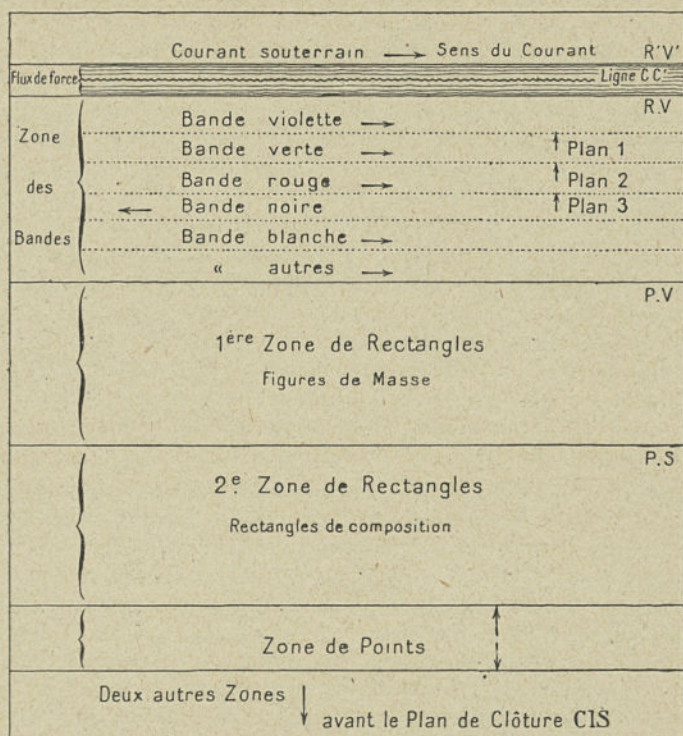 Courant souterrain → Sens du Courant R'V'
Flux de force Ligne CC'
R.V
Bande violette →
Zone Bande verte → ↑ Plan 1
des Bande rouge → ↑ Plan 2
← Bande noire ↑ Plan 3
Bandes Bande blanche →
« autres →
P.V
1ère Zone de Rectangles
Figures de Masse
P.S
2e. Zone de Rectangles
Rectangles de composition
Zone de Points
Deux autres Zones ↓
avant le Plan de Clôture ClS